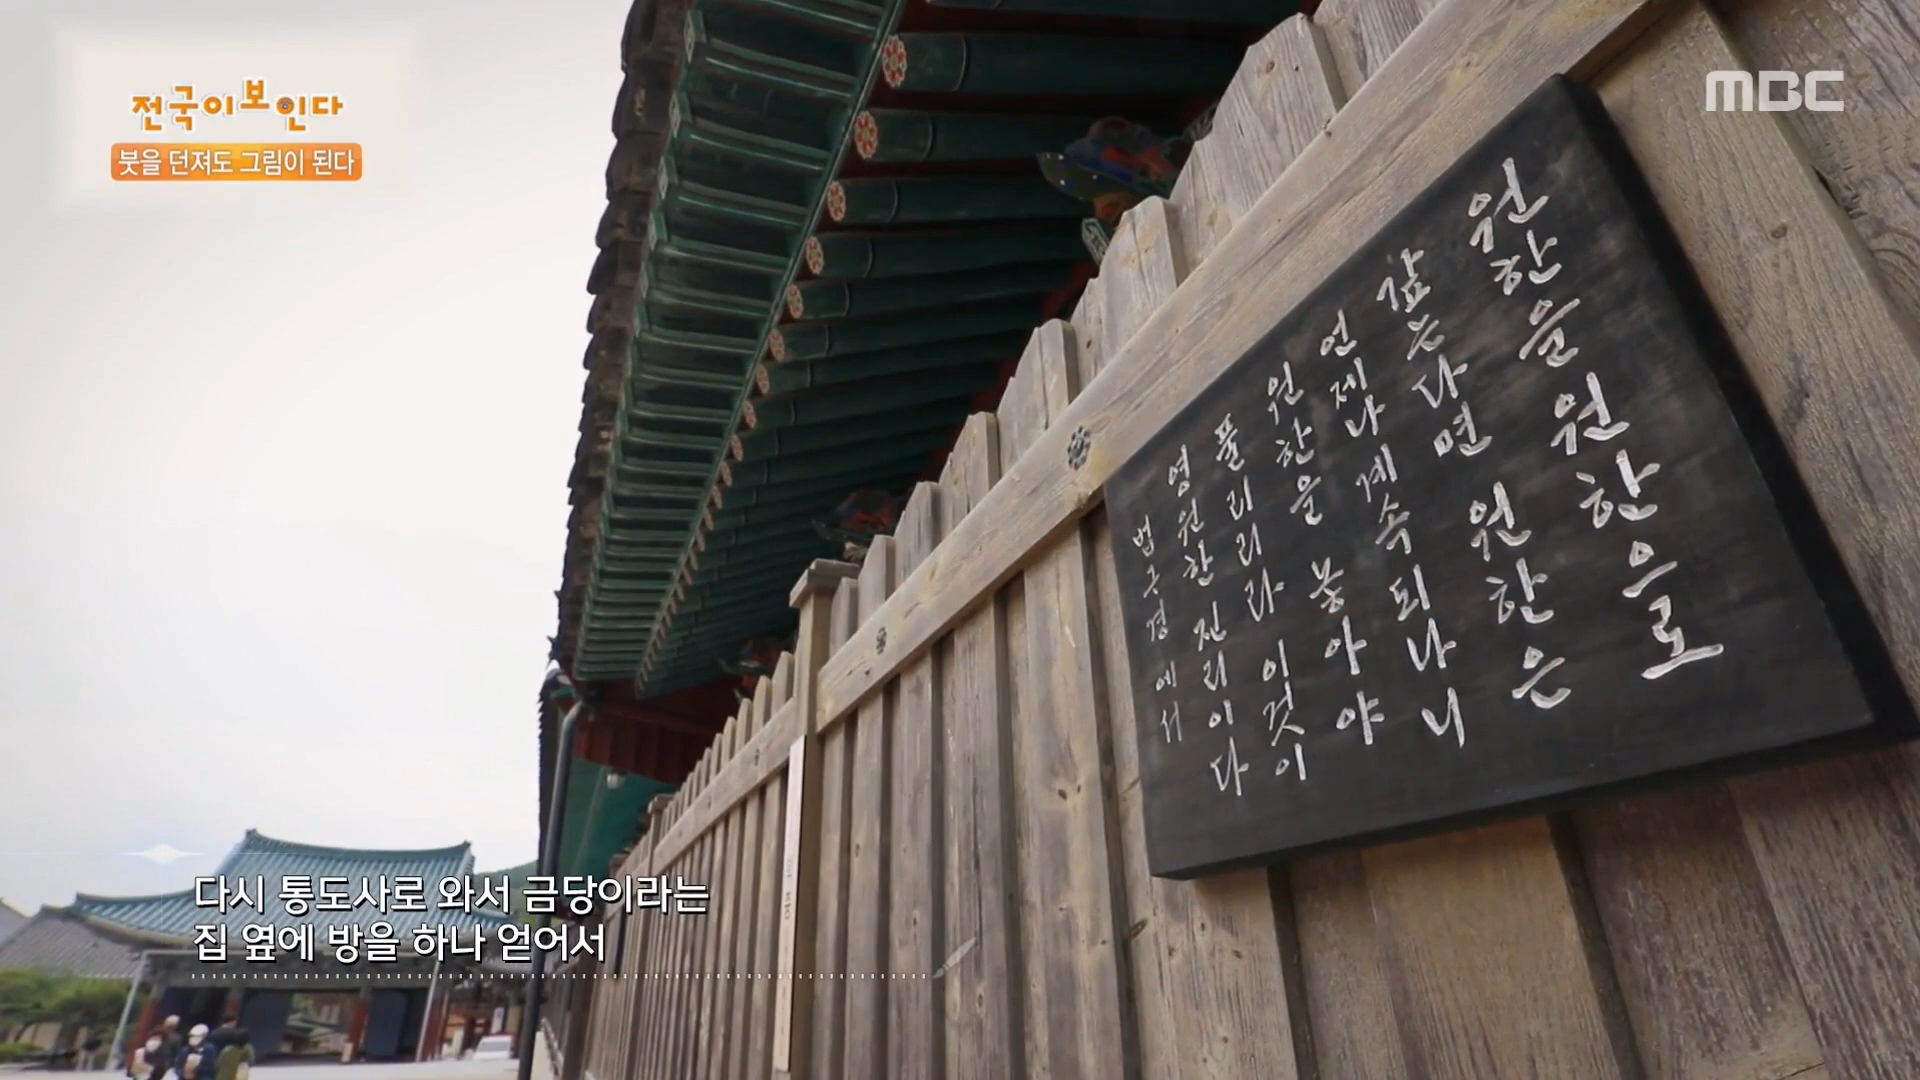 전국이보인다
붓을 던져도 그림이 된다
MBC
원한을 원한으로
갚는다면 원한은
언제나 계속되나니
원한을 놓아야
풀리리라 이것이
영원한 진리이다
법구경에서
다시 통도사로 와서 금당이라는
집 옆에 방을 하나 얻어서